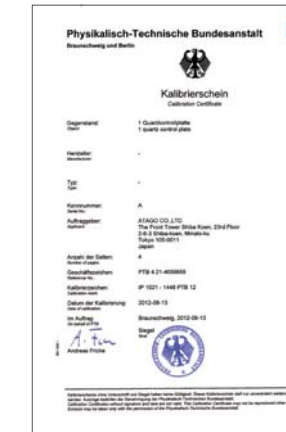 Physikalisch-Technische Bundesanstalt
Braunschweig und Berlin
Kalibrierschein
Calibration Certificate
Gegenstand: 1 Quarzkontrollplatte
Object: 1 quartz control plate
Hersteller: -
Manufacturer:
Typ: -
Type:
Kennnummer: A
Serial No.:
Auftraggeber: ATAGO CO.,LTD
Applicant: The Front Tower Shiba Koen, 23rd Floor
2-6-3 Shiba-koen, Minato-ku
Tokyo 105-0011
Japan
Anzahl der Seiten: 4
Number of pages:
Geschäftszeichen: PTB 4.21-4055655
Reference No.:
Kalibrierzeichen: IP 1021 - 1448 PTB 12
Calibration mark:
Datum der Kalibrierung: 2012-08-13
Date of calibration:
Im Auftrag Braunschweig, 2012-08-13
On behalf of PTB Siegel
Seal
Andreas Fricke